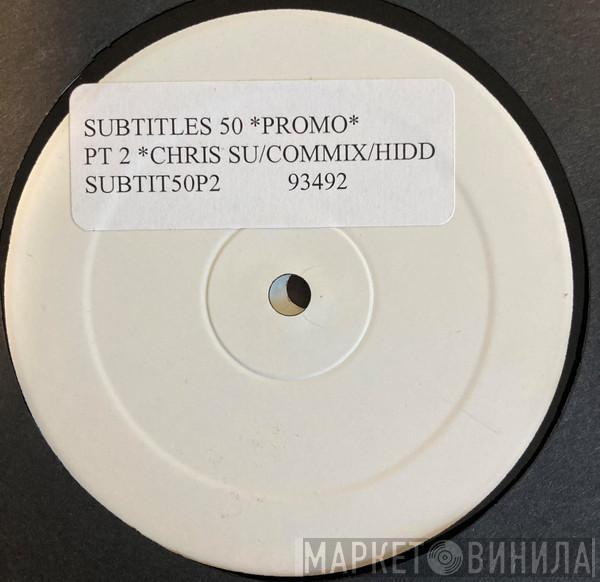 SUBTITLES 50 *PROMO*
PT 2 *CHRIS SU/COMMIX/HIDD
SUBTIT50P2 93492
МАРКЕТ ВИНИЛА